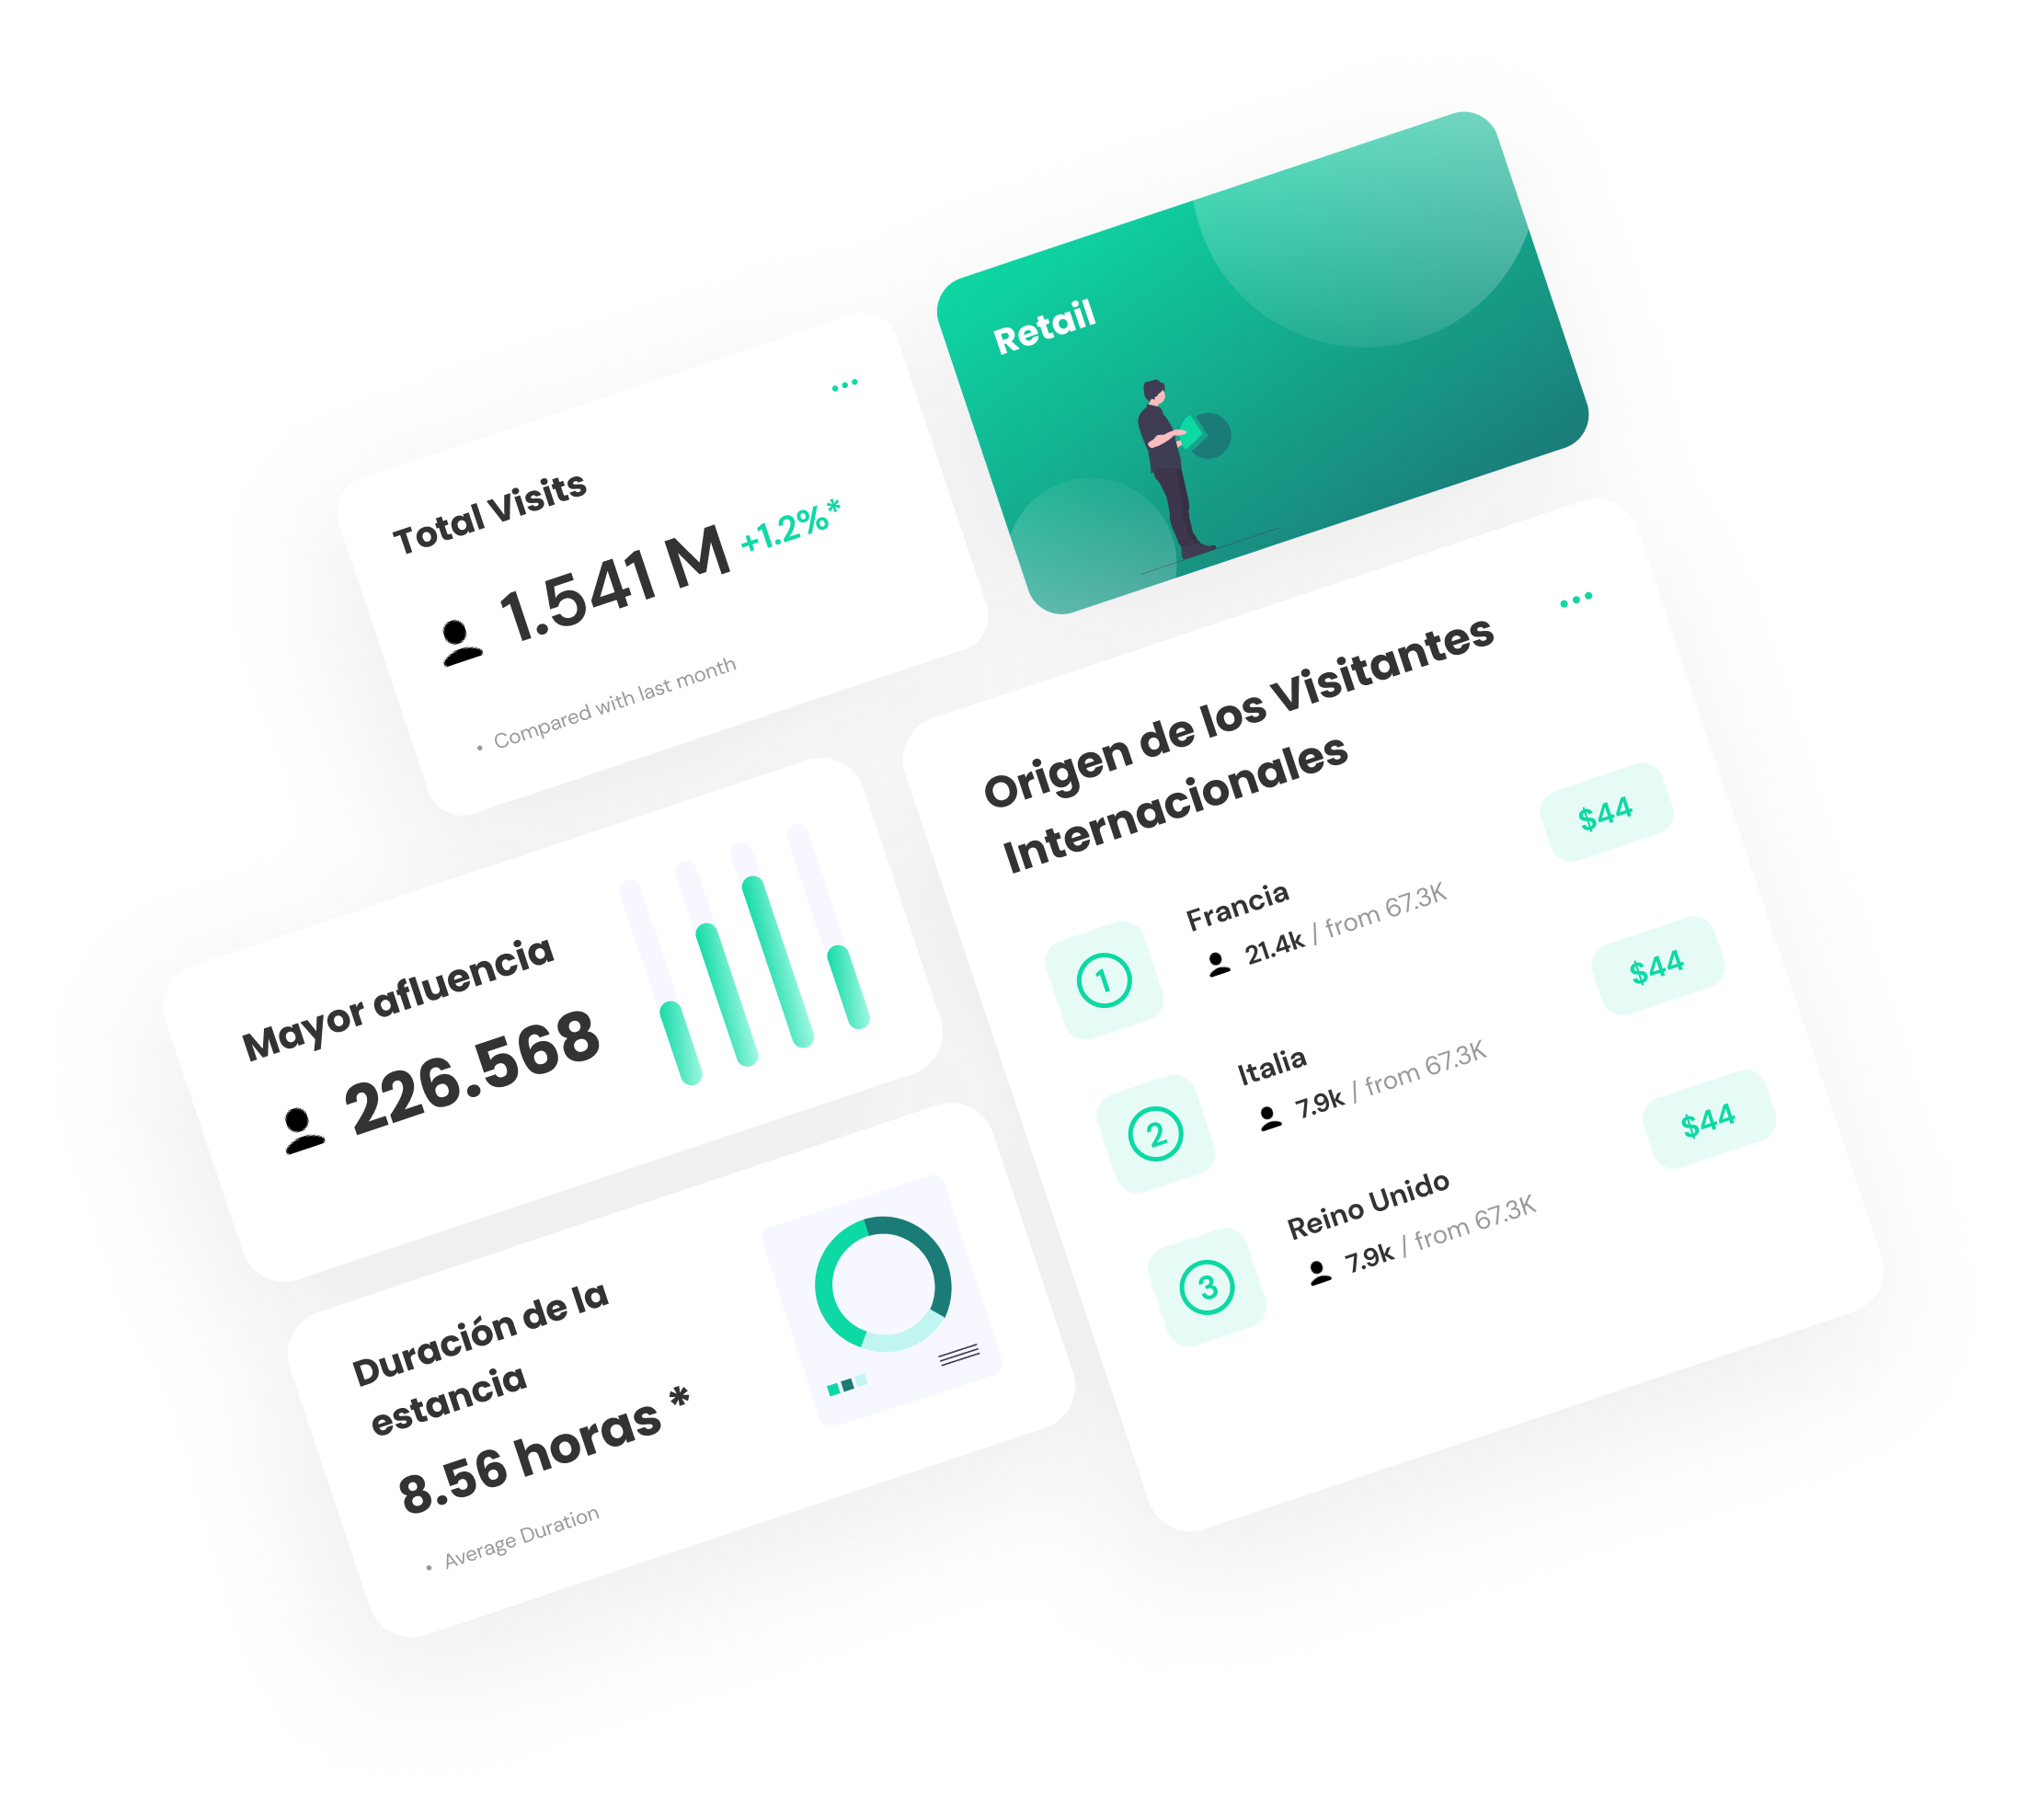 Retail
Total Visits
1.541 M +1.2%*
• Compared with last month
Origen de los Visitantes
Internacionales
1
Francia
21.4k / from 67.3K
$44
2
Italia
7.9k / from 67.3K
$44
3
Reino Unido
7.9k / from 67.3K
$44
Mayor afluencia
226.568
Duración de la
estancia
8.56 horas *
• Average Duration